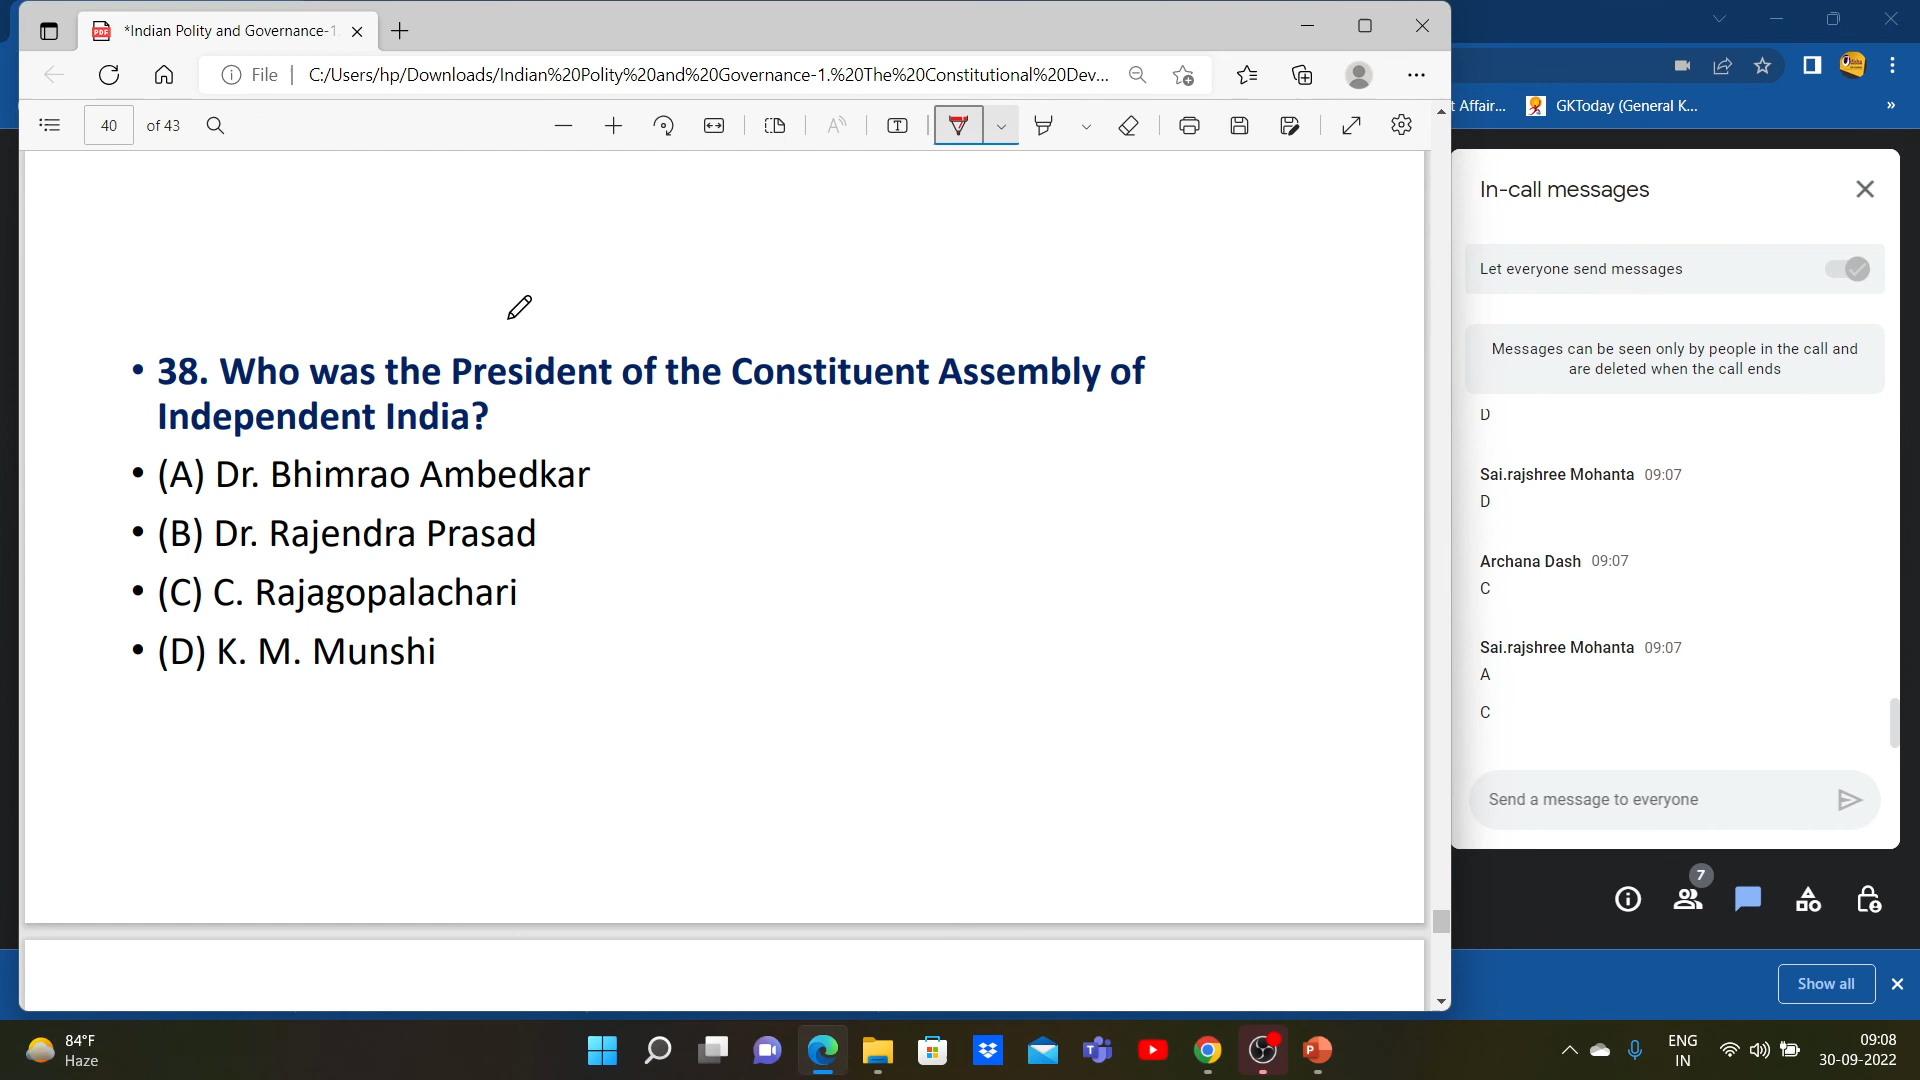 *Indian Polity and Governance-1
File
C:/Users/hp/Downloads/Indian%20Polity%20and%20Governance-1.%20The%20Constitutional%20Dev...
40
of 43
t Affair...
GKToday (General K...
»
• 38. Who was the President of the Constituent Assembly of
Independent India?
• (A) Dr. Bhimrao Ambedkar
• (B) Dr. Rajendra Prasad
• (C) C. Rajagopalachari
• (D) K. M. Munshi
In-call messages
Let everyone send messages
Messages can be seen only by people in the call and
are deleted when the call ends
D
Sai.rajshree Mohanta 09:07
D
Archana Dash 09:07
C
Sai.rajshree Mohanta 09:07
A
C
Send a message to everyone
7
Show all
84°F
Haze
ENG
IN
09:08
30-09-2022